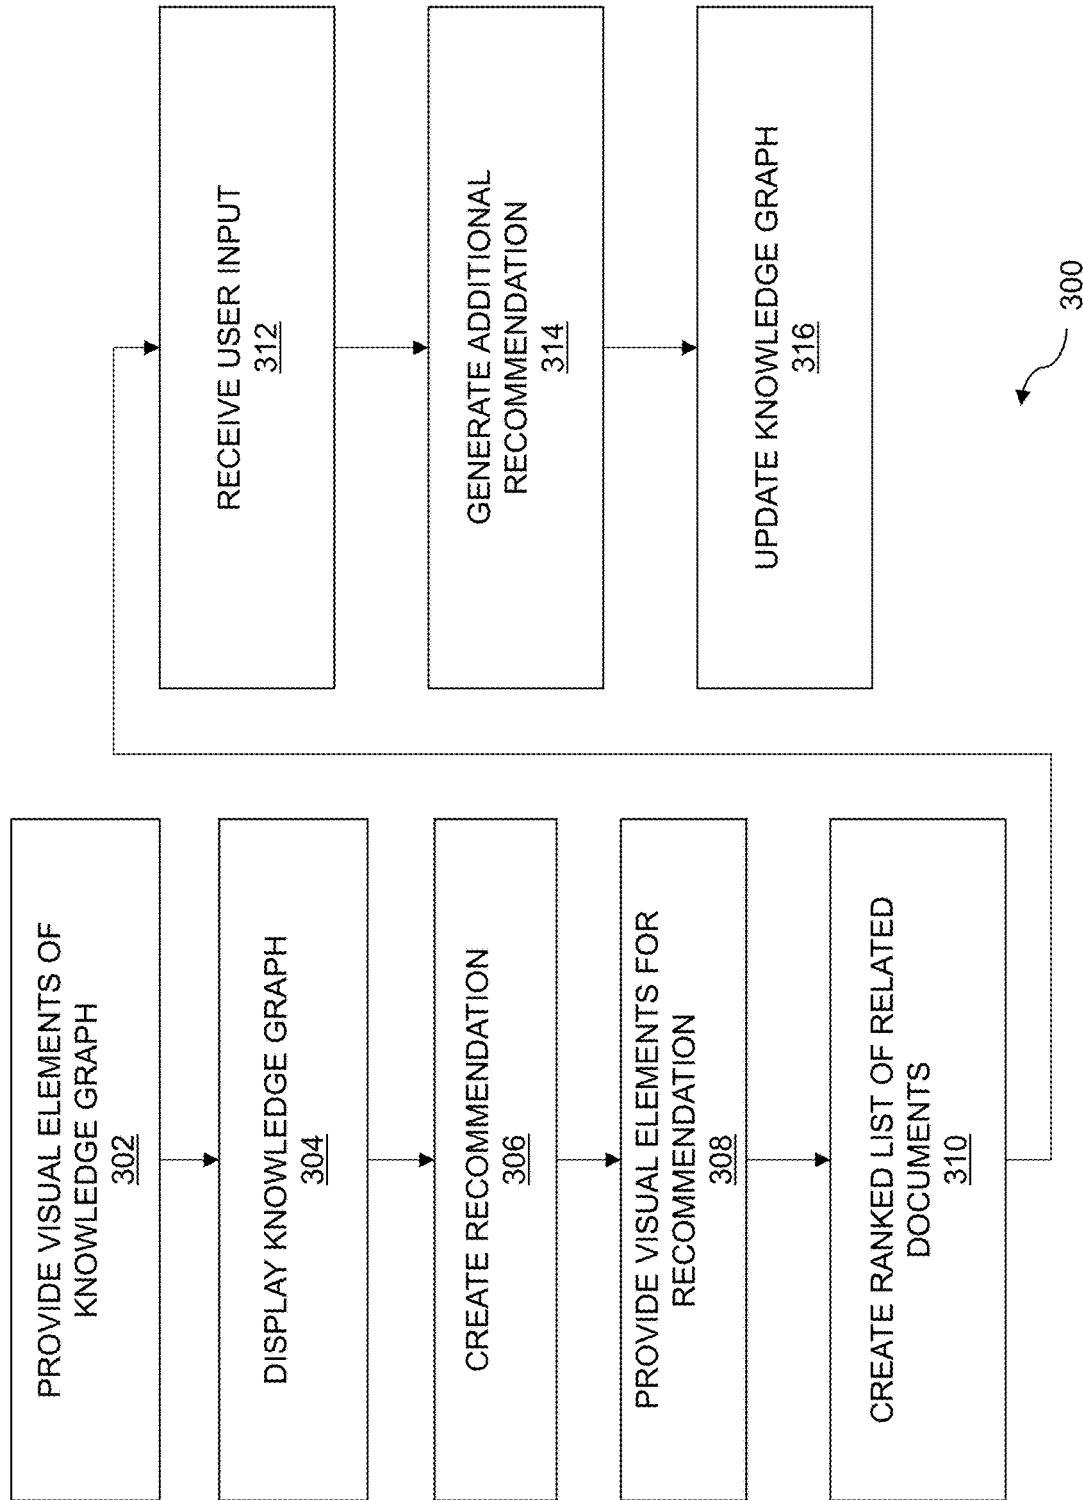 PROVIDE VISUAL ELEMENTS OF
KNOWLEDGE GRAPH
302
DISPLAY KNOWLEDGE GRAPH
304
CREATE RECOMMENDATION
306
PROVIDE VISUAL ELEMENTS FOR
RECOMMENDATION
308
CREATE RANKED LIST OF RELATED
DOCUMENTS
310
RECEIVE USER INPUT
312
GENERATE ADDITIONAL
RECOMMENDATION
314
UPDATE KNOWLEDGE GRAPH
316
300